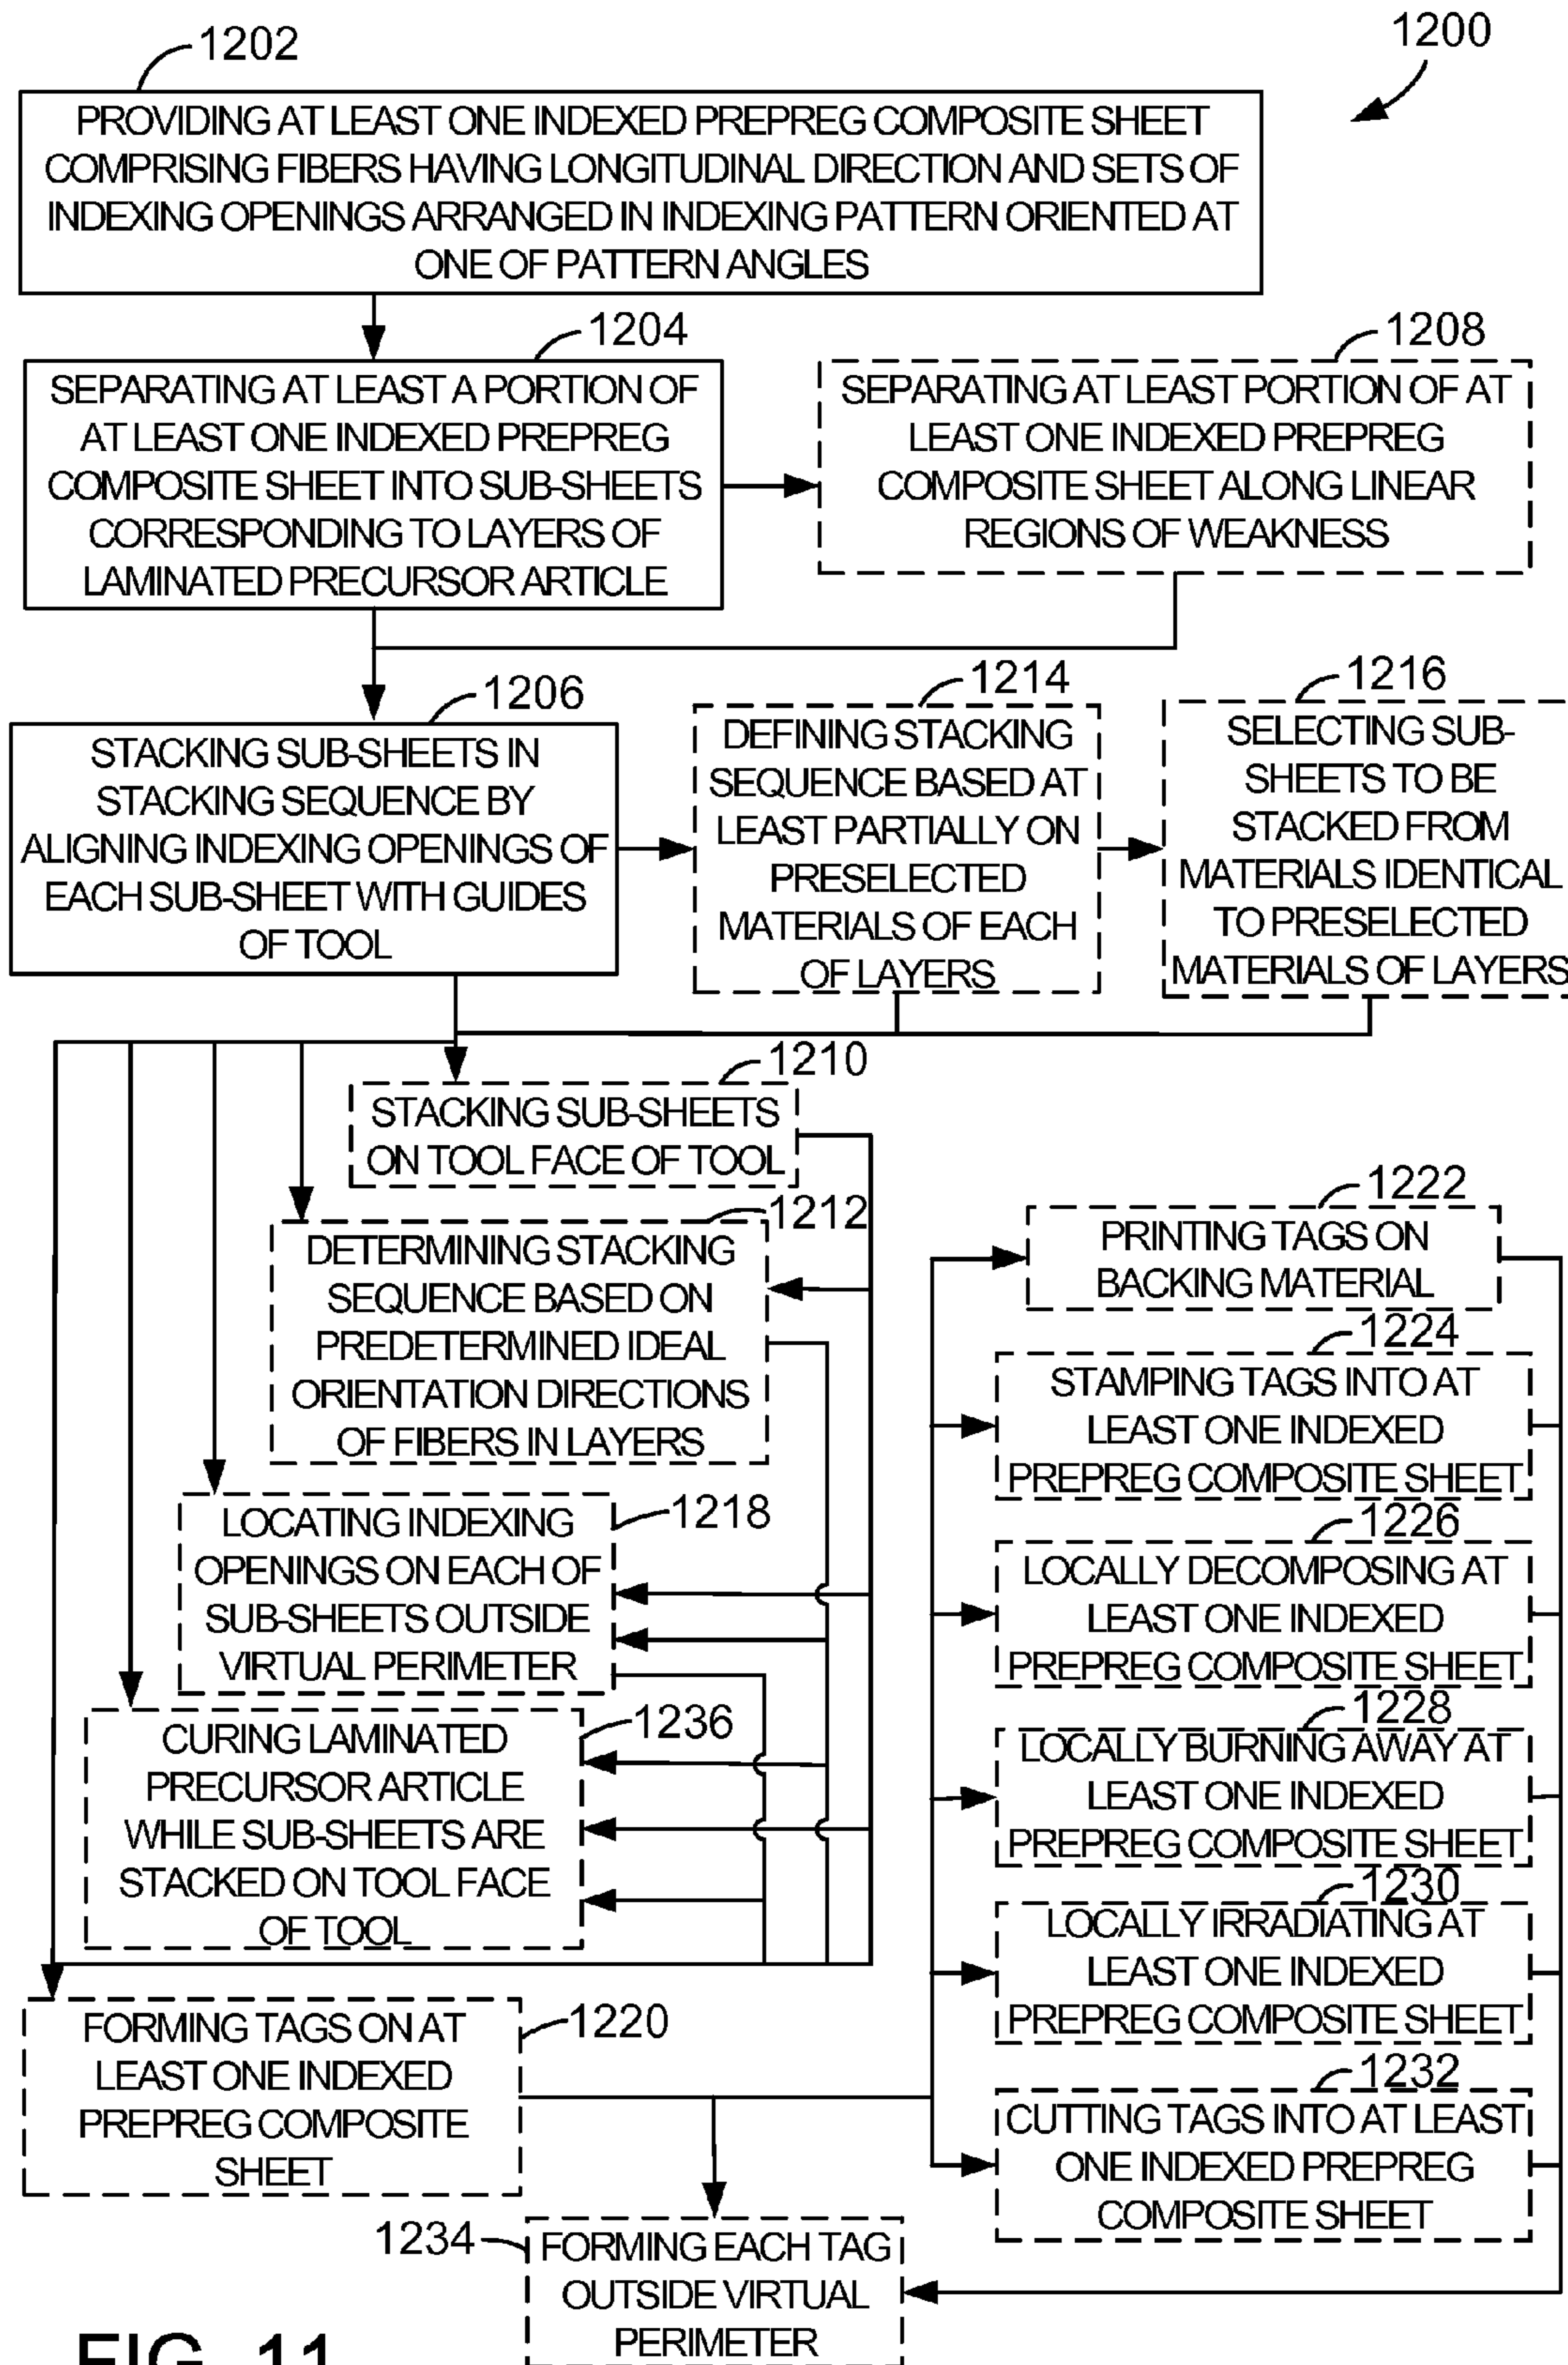 1202
1200
PROVIDING AT LEAST ONE INDEXED PREPREG COMPOSITE SHEET
COMPRISING FIBERS HAVING LONGITUDINAL DIRECTION AND SETS OF
INDEXING OPENINGS ARRANGED IN INDEXING PATTERN ORIENTED AT
ONE OF PATTERN ANGLES
1204
SEPARATING AT LEAST A PORTION OF
AT LEAST ONE INDEXED PREPREG
COMPOSITE SHEET INTO SUB-SHEETS
CORRESPONDING TO LAYERS OF
LAMINATED PRECURSOR ARTICLE
1208
SEPARATING AT LEAST PORTION OF AT
LEAST ONE INDEXED PREPREG
COMPOSITE SHEET ALONG LINEAR
REGIONS OF WEAKNESS
1206
STACKING SUB-SHEETS IN
STACKING SEQUENCE BY
ALIGNING INDEXING OPENINGS OF
EACH SUB-SHEET WITH GUIDES
OF TOOL
1214
DEFINING STACKING
SEQUENCE BASED AT
LEAST PARTIALLY ON
PRESELECTED
MATERIALS OF EACH
OF LAYERS
1216
SELECTING SUB-
SHEETS TO BE
STACKED FROM
MATERIALS IDENTICAL
TO PRESELECTED
MATERIALS OF LAYERS
1210
STACKING SUB-SHEETS
ON TOOL FACE OF TOOL
1212
DETERMINING STACKING
SEQUENCE BASED ON
PREDETERMINED IDEAL
ORIENTATION DIRECTIONS
OF FIBERS IN LAYERS
1218
LOCATING INDEXING
OPENINGS ON EACH OF
SUB-SHEETS OUTSIDE
VIRTUAL PERIMETER
1236
CURING LAMINATED
PRECURSOR ARTICLE
WHILE SUB-SHEETS ARE
STACKED ON TOOL FACE
OF TOOL
1220
FORMING TAGS ON AT
LEAST ONE INDEXED
PREPREG COMPOSITE
SHEET
1222
PRINTING TAGS ON
BACKING MATERIAL
1224
STAMPING TAGS INTO AT
LEAST ONE INDEXED
PREPREG COMPOSITE SHEET
1226
LOCALLY DECOMPOSING AT
LEAST ONE INDEXED
PREPREG COMPOSITE SHEET
1228
LOCALLY BURNING AWAY AT
LEAST ONE INDEXED
PREPREG COMPOSITE SHEET
1230
LOCALLY IRRADIATING AT
LEAST ONE INDEXED
PREPREG COMPOSITE SHEET
1232
CUTTING TAGS INTO AT LEAST
ONE INDEXED PREPREG
COMPOSITE SHEET
1234
FORMING EACH TAG
OUTSIDE VIRTUAL
PERIMETER
FIG. 11